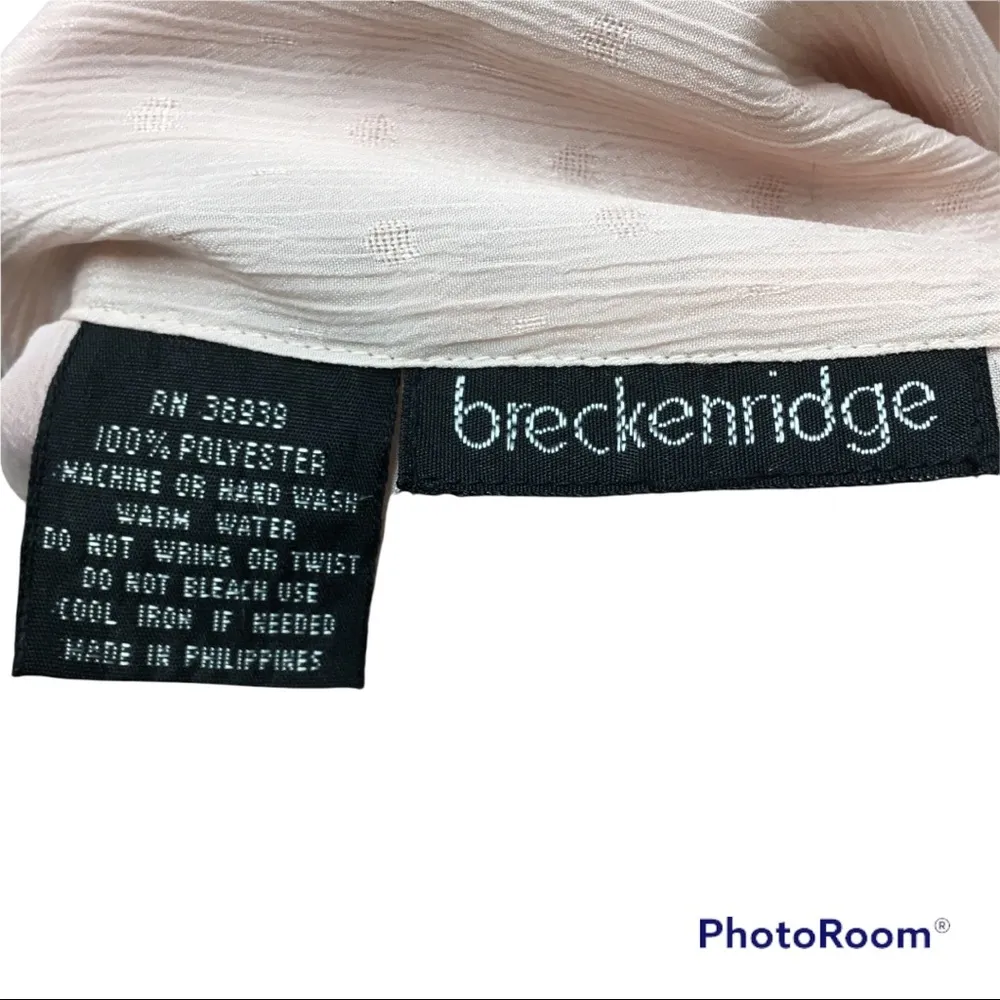 RN 36939
100% POLYESTER
MACHINE OR HAND WASH
WARM WATER
DO NOT WRING OR TWIST
DO NOT BLEACH USE
COOL IRON IF NEEDED
MADE IN PHILIPPINES
breckenridge
PhotoRoom®